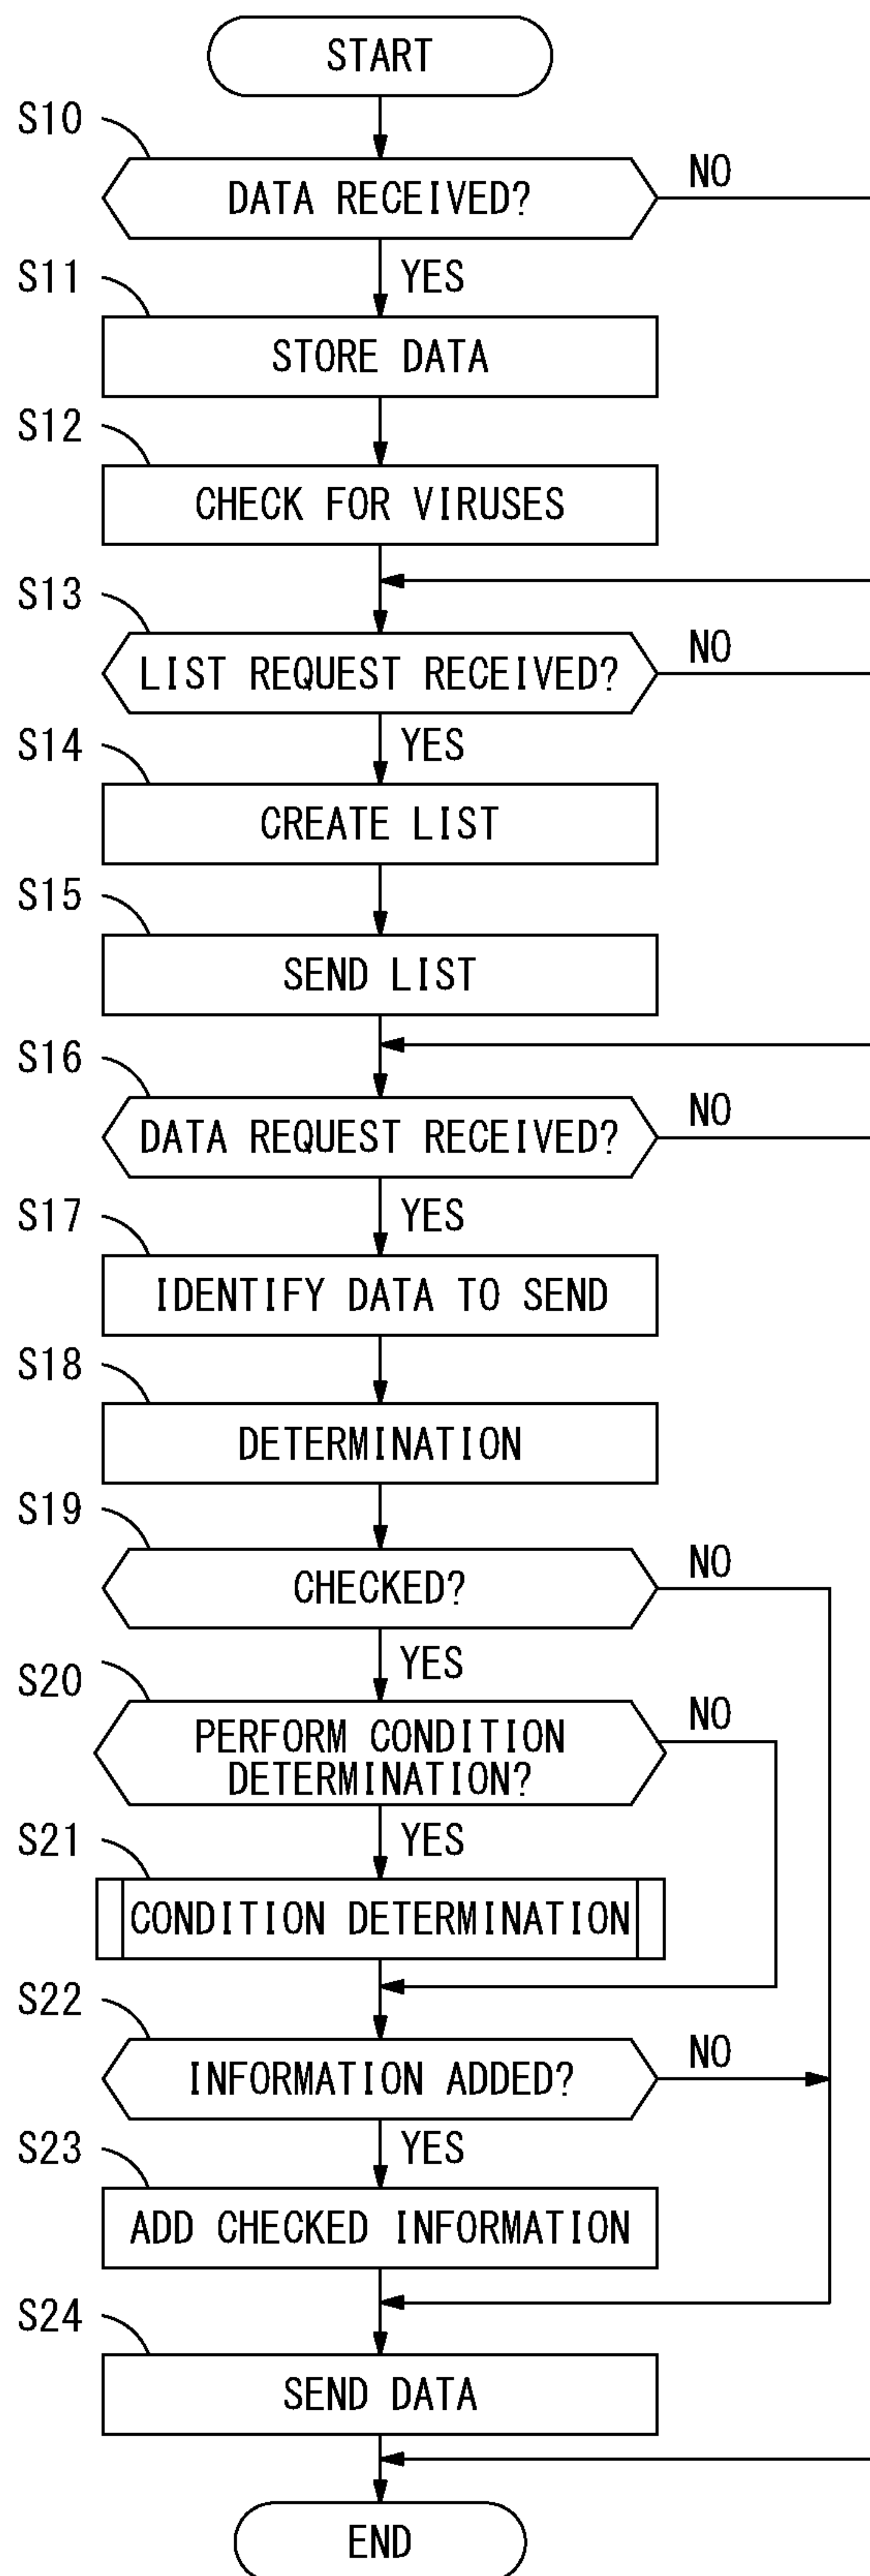 START
S10
DATA RECEIVED?
NO
S11
YES
STORE DATA
S12
CHECK FOR VIRUSES
S13
LIST REQUEST RECEIVED?
NO
S14
YES
CREATE LIST
S15
SEND LIST
S16
DATA REQUEST RECEIVED?
NO
S17
YES
IDENTIFY DATA TO SEND
S18
DETERMINATION
S19
CHECKED?
NO
S20
YES
PERFORM CONDITION
DETERMINATION?
NO
S21
YES
CONDITION DETERMINATION
S22
INFORMATION ADDED?
NO
S23
YES
ADD CHECKED INFORMATION
S24
SEND DATA
END